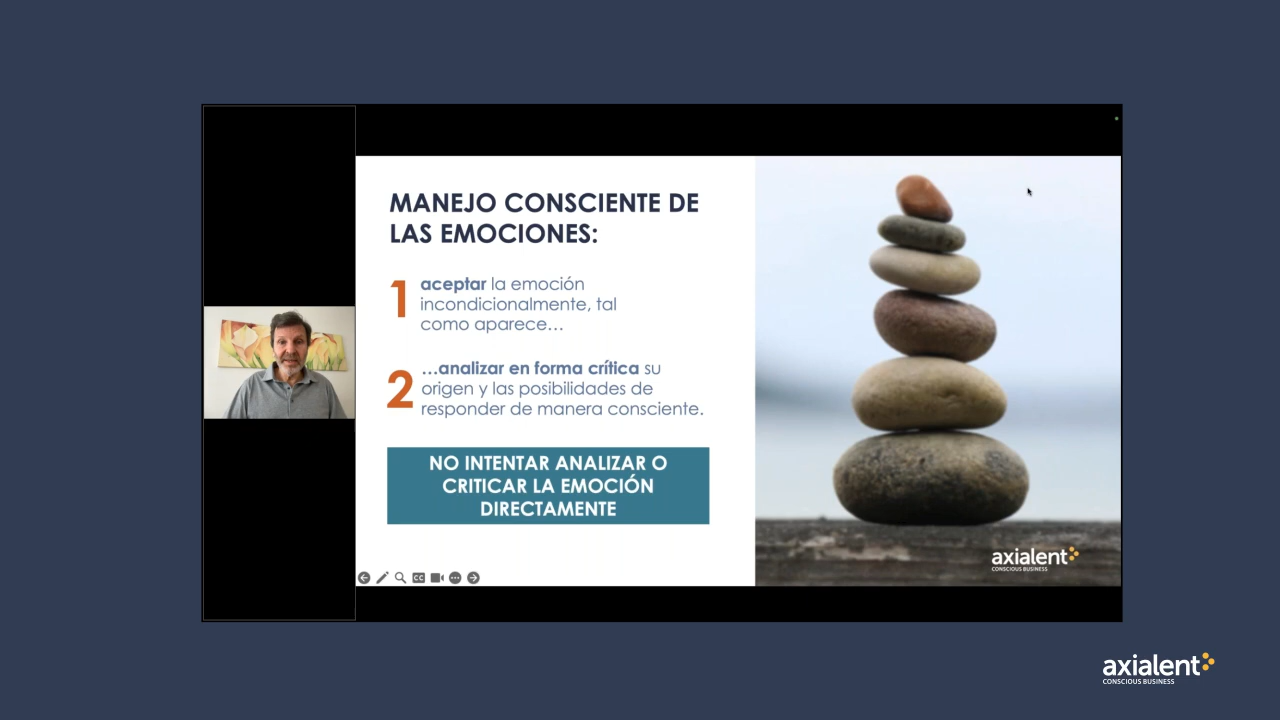 MANEJO CONSCIENTE DE
LAS EMOCIONES:
1
aceptar la emoción
incondicionalmente, tal
como aparece…
2
…analizar en forma crítica su
origen y las posibilidades de
responder de manera consciente.
NO INTENTAR ANALIZAR O
CRITICAR LA EMOCIÓN
DIRECTAMENTE
CC
axialent
CONSCIOUS BUSINESS
axialent
CONSCIOUS BUSINESS